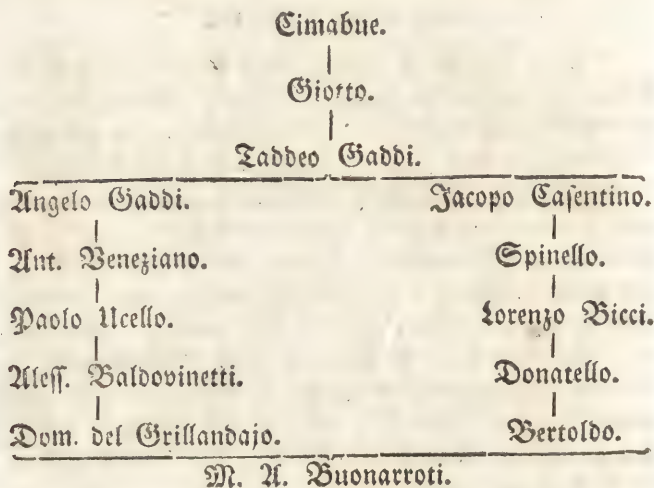 Cimabue.
Giotto.
Taddeo Gaddi.
Angelo Gaddi. Jacopo Casentino.
Ant. Veneziano. Spinello.
Paolo Ucello. Lorenzo Bicci.
Aless. Baldovinetti. Donatello.
Dom. del Grillandajo. Bertoldo.
M. A. Buonarroti.